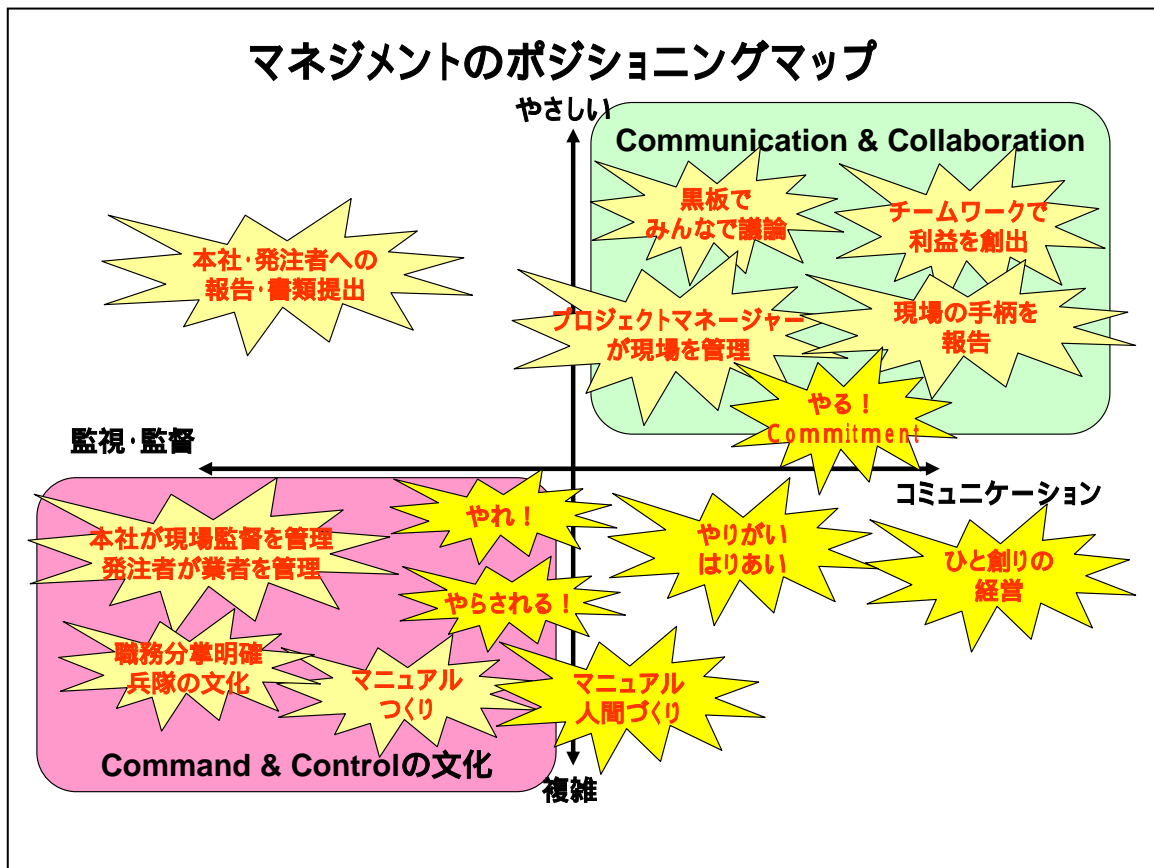 マネジメントのポジショニングマップ
やさしい
Communication & Collaboration
黒板で
みんなで議論
チームワークで
利益を創出
本社・発注者への
報告・書類提出
プロジェクトマネージャー
が現場を管理
現場の手柄を
報告
やる！
Commitment
監視・監督
コミュニケーション
やれ！
本社が現場監督を管理
発注者が業者を管理
やりがい
はりあい
ひと創りの
経営
やらされる！
職務分掌明確
兵隊の文化
マニュアル
つくり
マニュアル
人間づくり
Command & Controlの文化
複雑